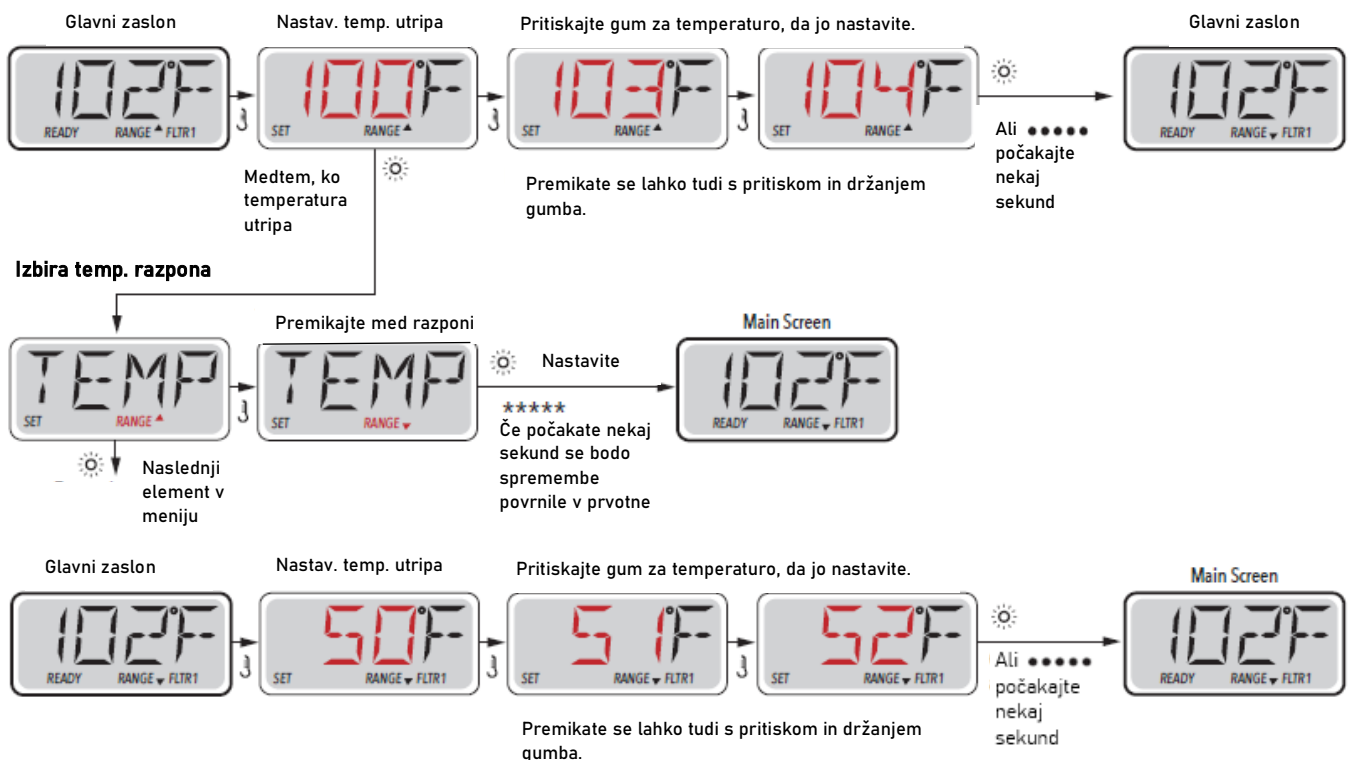 Glavni zaslon
Nastav. temp. utripa
Pritiskajte gum za temperaturo, da jo nastavite.
Glavni zaslon
102°F
READY RANGE FLTR1
100°F
SET RANGE
103°F
SET RANGE
104°F
SET RANGE
102°F
READY RANGE FLTR1
Medtem, ko
temperatura
utripa
Premikate se lahko tudi s pritiskom in držanjem
gumba.
Ali •••••
počakajte
nekaj
sekund
Izbira temp. razpona
Premikajte med razponi
Main Screen
TEMP
SET RANGE
TEMP
SET RANGE
Nastavite
*****
Če počakate nekaj
sekund se bodo
spremembe
povrnile v prvotne
102°F
READY RANGE FLTR1
Naslednji
element v
meniju
Glavni zaslon
Nastav. temp. utripa
Pritiskajte gum za temperaturo, da jo nastavite.
Main Screen
102°F
READY RANGE FLTR1
50°F
SET RANGE FLTR1
51F
SET RANGE FLTR1
52°F
SET RANGE FLTR1
Ali •••••
počakajte
nekaj
sekund
102°F
READY RANGE FLTR1
Premikate se lahko tudi s pritiskom in držanjem
gumba.